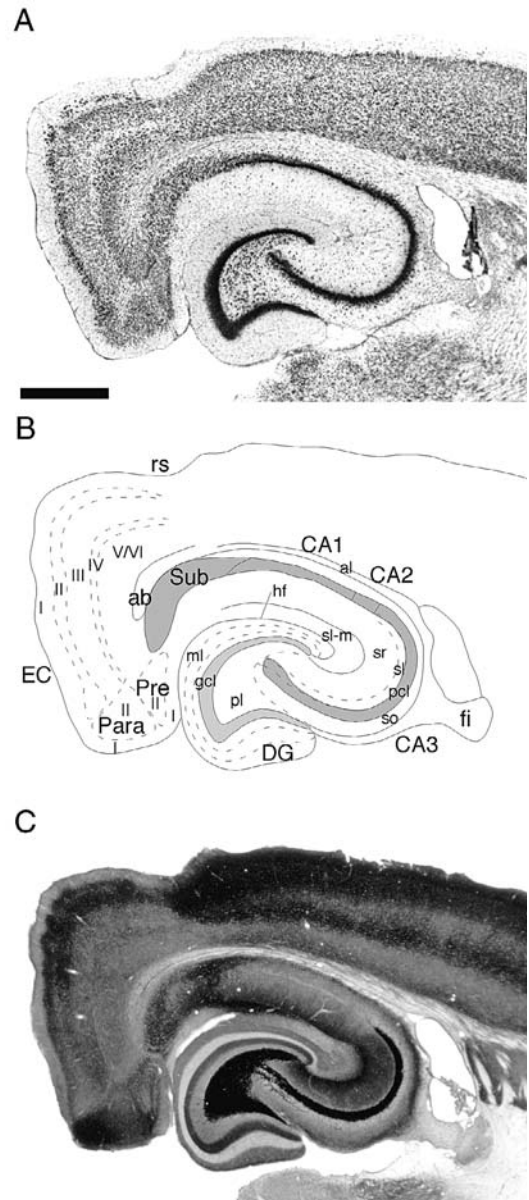 A
B
rs
V/VI
IV
III
II
I
ab
Sub
CA1
al
CA2
hf
sl-m
sr
ml
gcl
sl
pcl
pl
so
EC
Pre
II
II
Para
I
I
DG
CA3
fi
C